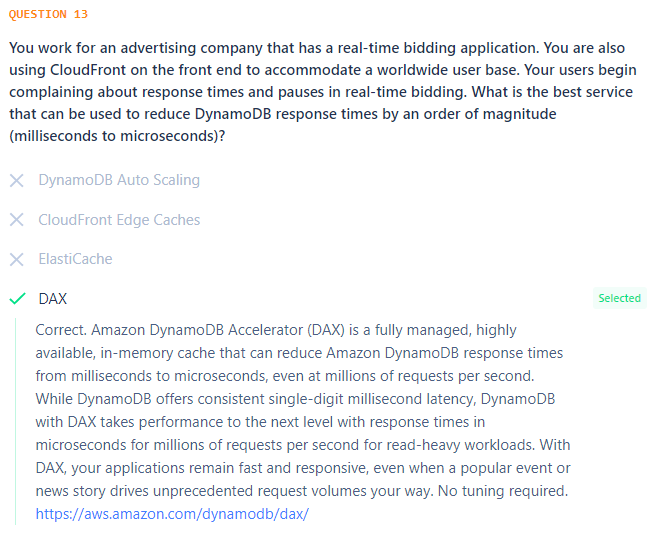 QUESTION 13
You work for an advertising company that has a real-time bidding application. You are also
using CloudFront on the front end to accommodate a worldwide user base. Your users begin
complaining about response times and pauses in real-time bidding. What is the best service
that can be used to reduce DynamoDB response times by an order of magnitude
(milliseconds to microseconds)?
DynamoDB Auto Scaling
CloudFront Edge Caches
ElastiCache
DAX
Selected
Correct. Amazon DynamoDB Accelerator (DAX) is a fully managed, highly
available, in-memory cache that can reduce Amazon DynamoDB response times
from milliseconds to microseconds, even at millions of requests per second.
While DynamoDB offers consistent single-digit millisecond latency, DynamoDB
with DAX takes performance to the next level with response times in
microseconds for millions of requests per second for read-heavy workloads. With
DAX, your applications remain fast and responsive, even when a popular event or
news story drives unprecedented request volumes your way. No tuning required.
https://aws.amazon.com/dynamodb/dax/